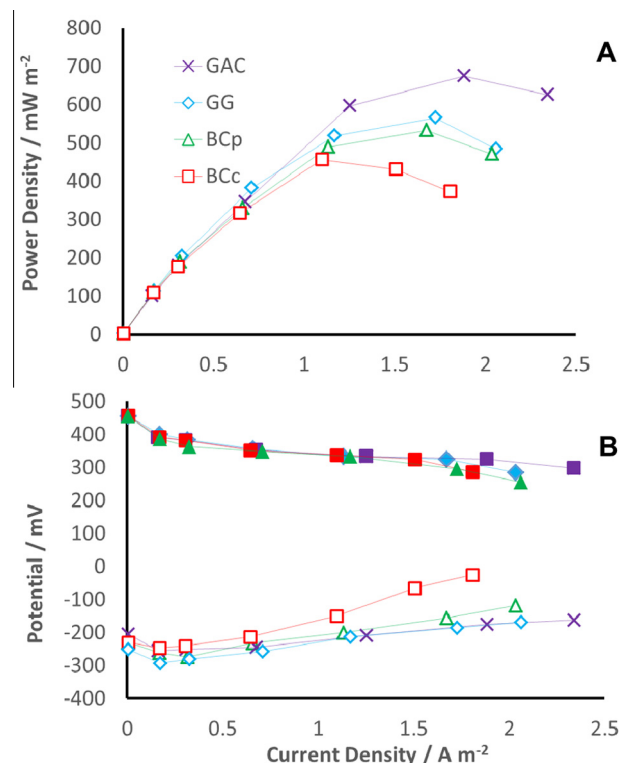 A
800
700
600
500
400
300
200
100
0
Power Density / mW m⁻²
GAC
GG
BCp
BCc
0 0.5 1 1.5 2 2.5
B
500
400
300
200
100
0
-100
-200
-300
-400
Potential / mV
0 0.5 1 1.5 2 2.5
Current Density / A m⁻²